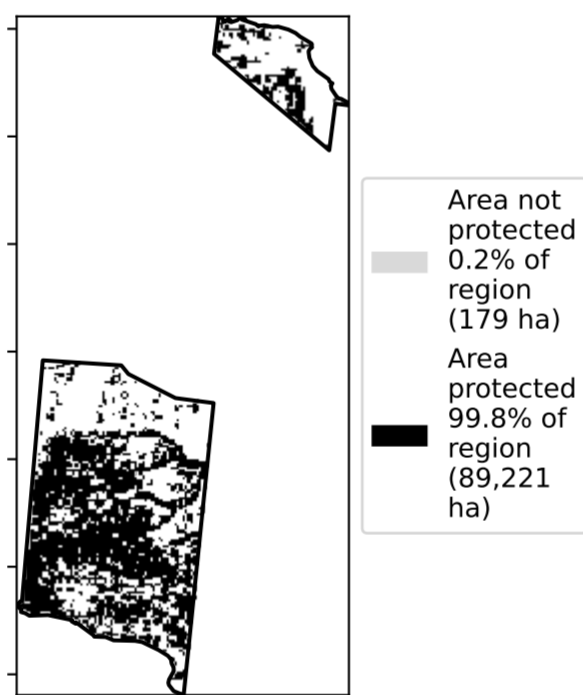 Area not
protected
0.2% of
region
(179 ha)
Area
protected
99.8% of
region
(89,221
ha)